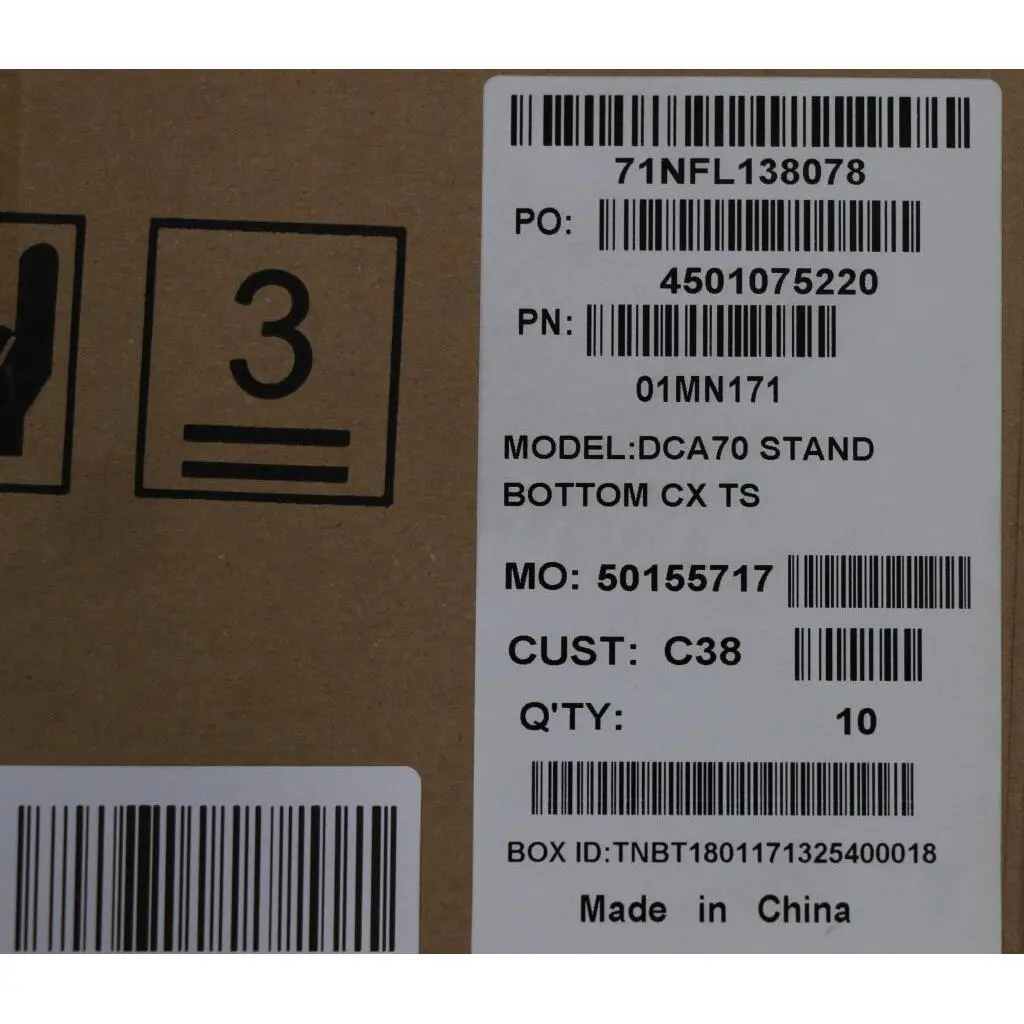 71NFL138078
PO:
4501075220
PN:
01MN171
3
MODEL:DCA70 STAND
BOTTOM CX TS
MO: 50155717
CUST: C38
Q'TY: 10
BOX ID:TNBT1801171325400018
Made in China